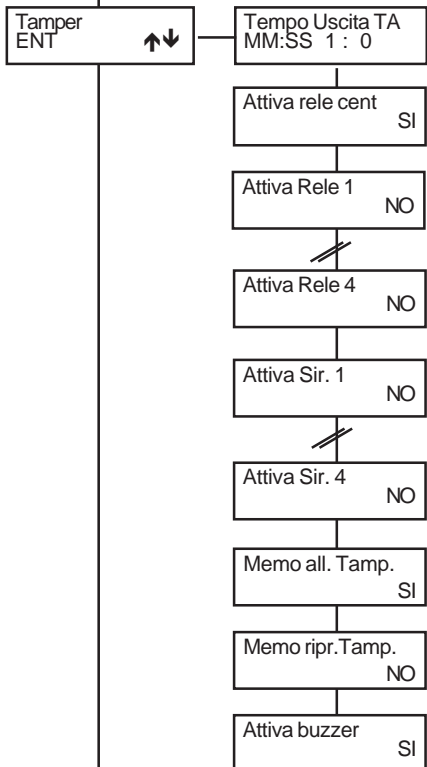 Tamper
ENT ↑↓
Tempo Uscita TA
MM:SS 1 : 0
Attiva rele cent
SI
Attiva Rele 1
NO
Attiva Rele 4
NO
Attiva Sir. 1
NO
Attiva Sir. 4
NO
Memo all. Tamp.
SI
Memo ripr.Tamp.
NO
Attiva buzzer
SI